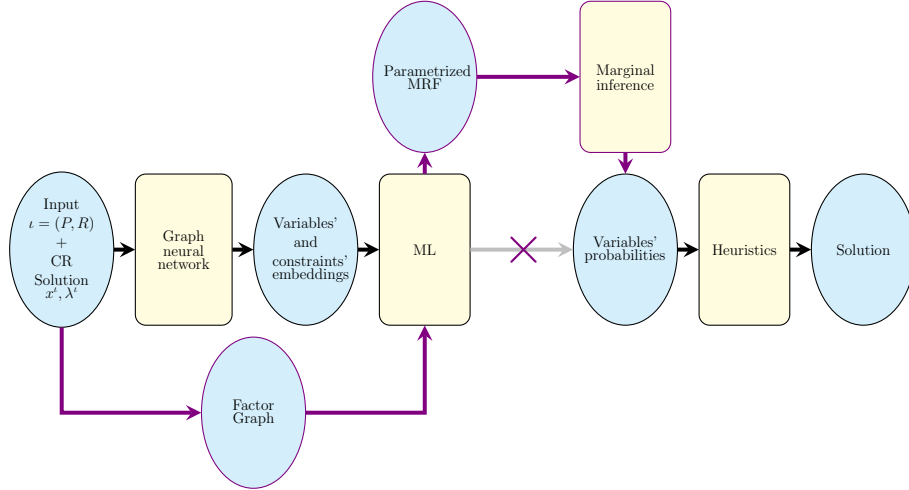 Parametrized
MRF
Marginal
inference
Input
ι = (P, R)
+
CR
Solution
x^ι, λ^ι
Graph
neural
network
Variables'
and
constraints'
embeddings
ML
Variables'
probabilities
Heuristics
Solution
Factor
Graph